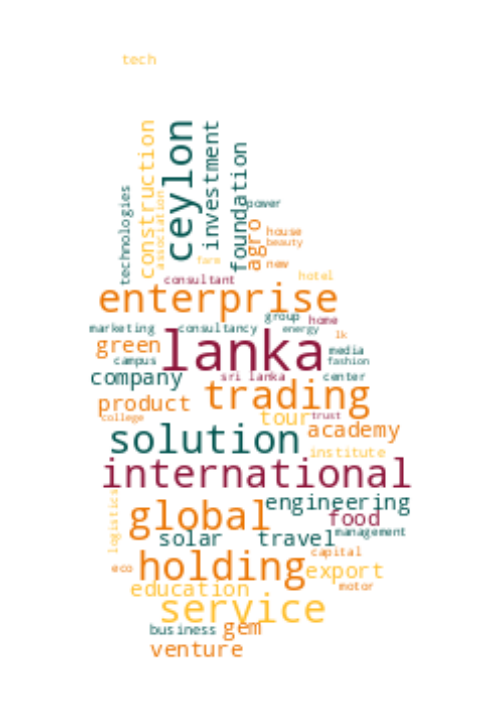 tech
construction
ceylon
investment
foundation
technologies
association
power
agro
house
beauty
farm
new
consultant
hotel
enterprise
group
home
marketing
consultancy
energy
lk
green
lanka
media
campus
fashion
company
sri lanka
center
trading
product
college
tour
trust
solution
academy
institute
international
logistics
engineering
global
food
solar
travel
management
capital
eco
holding
export
education
motor
service
business
gem
venture